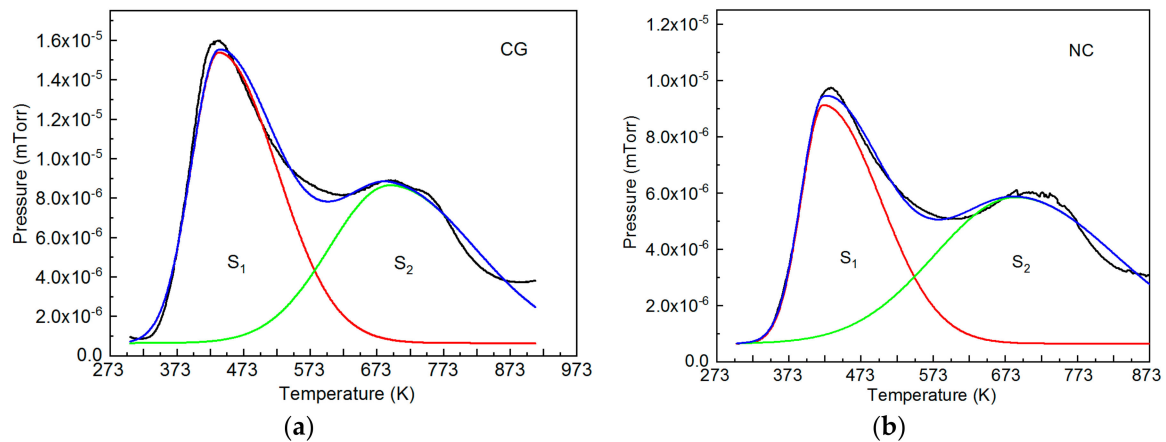 CG
1.6x10⁻⁵
1.4x10⁻⁵
1.2x10⁻⁵
1.0x10⁻⁵
8.0x10⁻⁶
6.0x10⁻⁶
4.0x10⁻⁶
2.0x10⁻⁶
0.0
Pressure (mTorr)
S₁
S₂
273 373 473 573 673 773 873 973
Temperature (K)
(a)
NC
1.2x10⁻⁵
1.0x10⁻⁵
8.0x10⁻⁶
6.0x10⁻⁶
4.0x10⁻⁶
2.0x10⁻⁶
0.0
Pressure (mTorr)
S₁
S₂
273 373 473 573 673 773 873
Temperature (K)
(b)